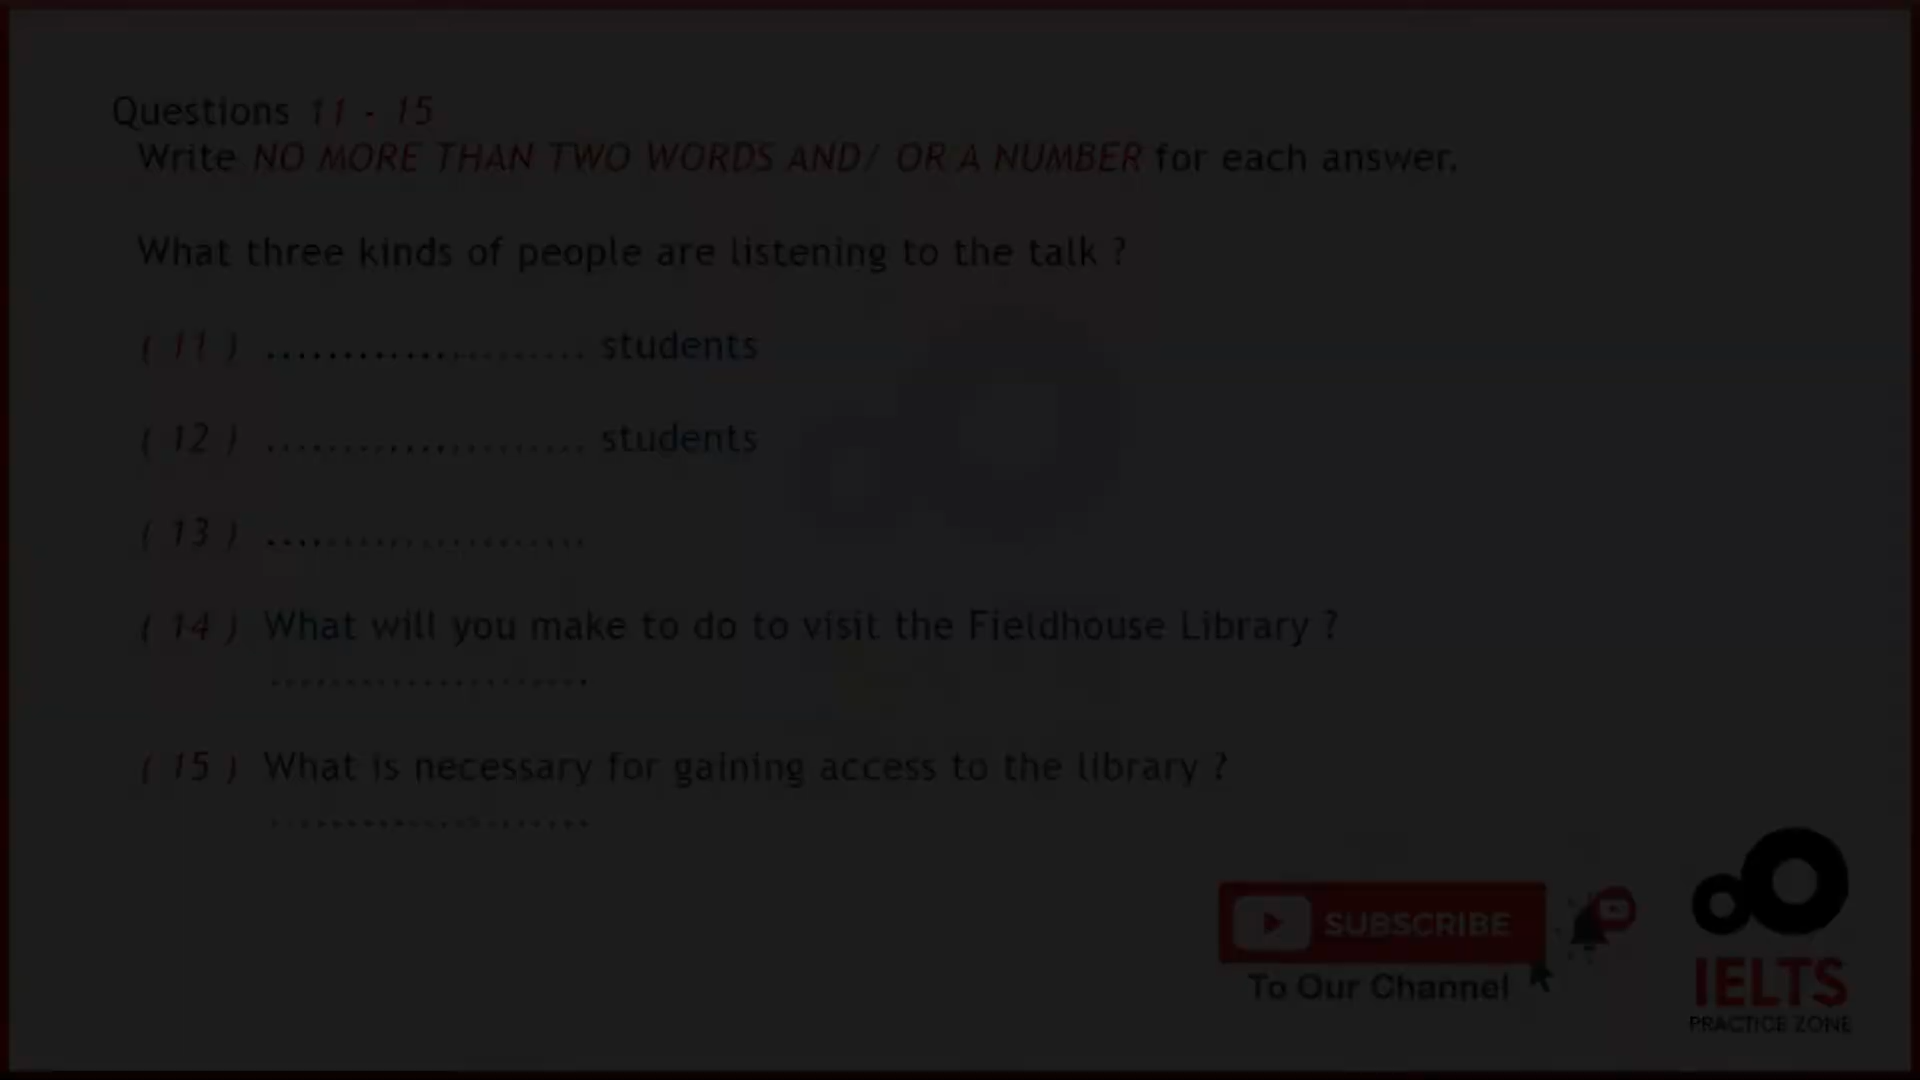 Questions 11 - 15
Write NO MORE THAN TWO WORDS AND/ OR A NUMBER for each answer.
What three kinds of people are listening to the talk ?
( 11 ) ..................... students
( 12 ) ..................... students
( 13 ) .....................
( 14 ) What will you make to do to visit the Fieldhouse Library ?
.....................
( 15 ) What is necessary for gaining access to the library ?
.....................
SUBSCRIBE
To Our Channel
IELTS
PRACTICE ZONE